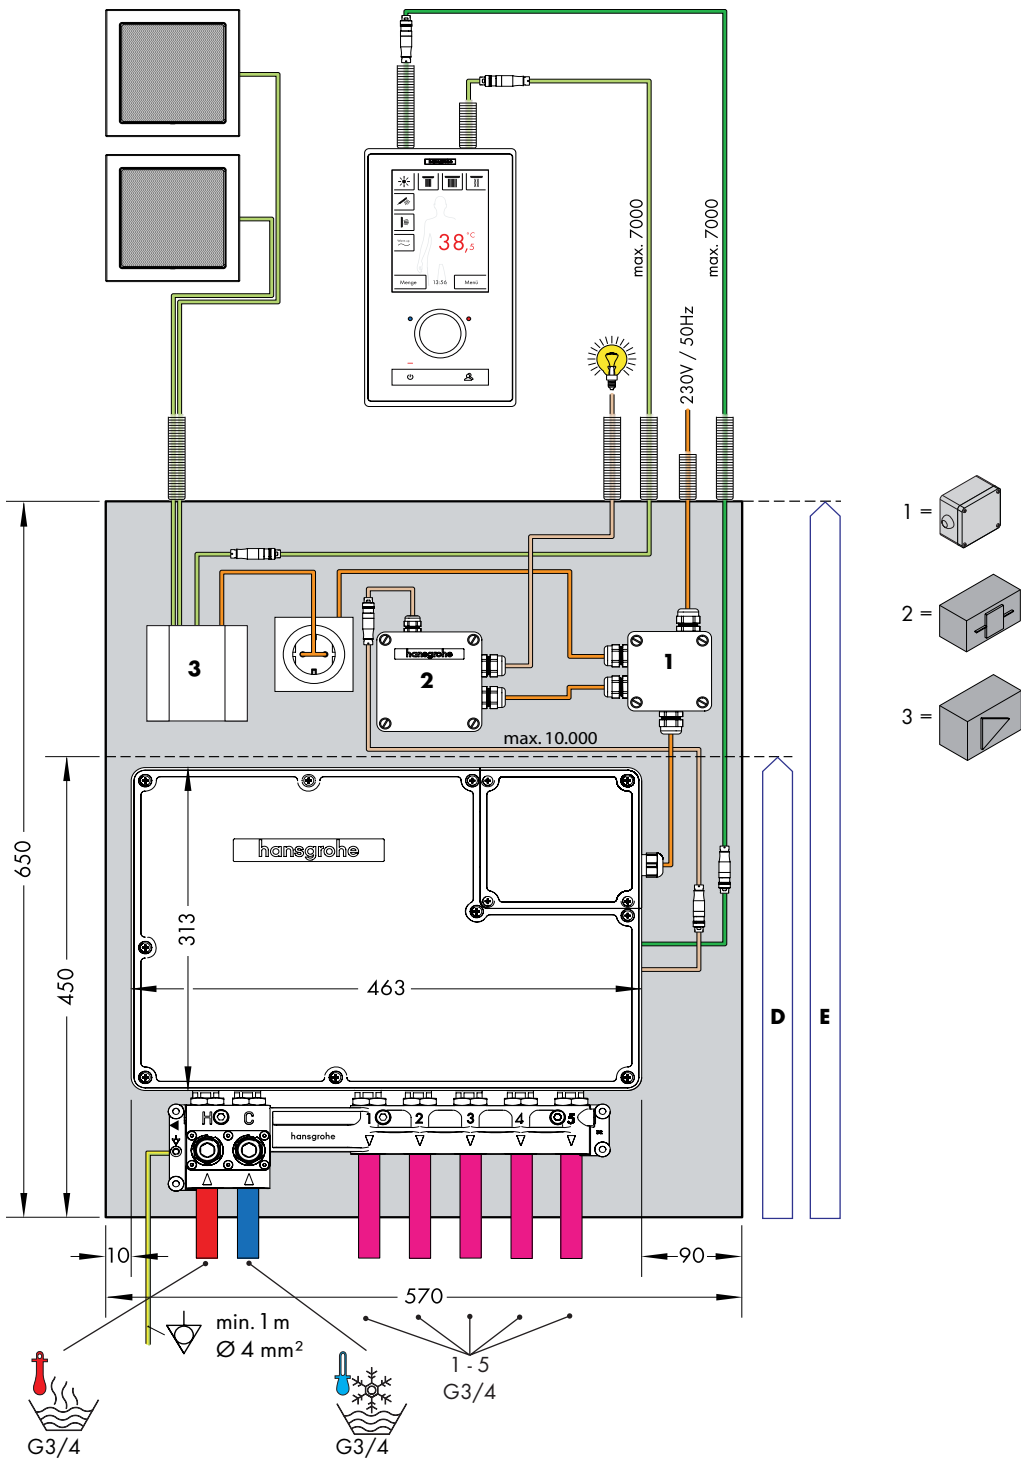 38,5 °C
Menge 13:56 Menü
max. 7000
max. 7000
230V / 50Hz
1 =
2 =
3 =
3
hansgrohe
2
1
max. 10.000
hansgrohe
650
450
313
463
D
E
H C
1 2 3 4 5
hansgrohe
10
90
570
min. 1 m
Ø 4 mm²
1 - 5
G3/4
G3/4
G3/4